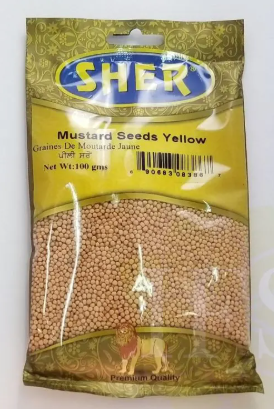 SHER
Mustard Seeds Yellow
Graines De Moutarde Jaune
ਪੀਲੀ ਸਰੋਂ
Net Wt:100 gms
Premium Quality